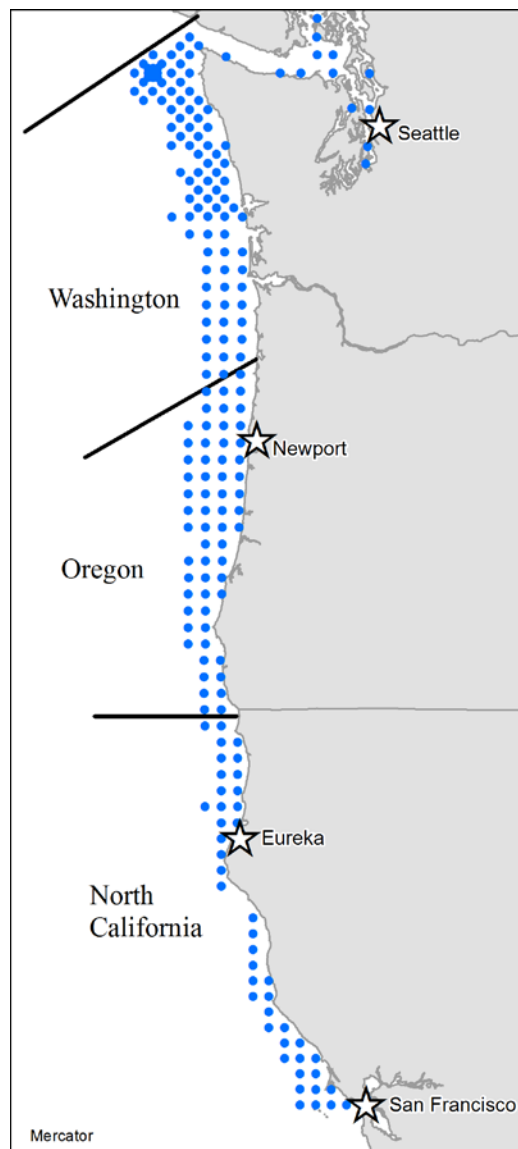 Seattle
Washington
Newport
Oregon
Eureka
North
California
San Francisco
Mercator